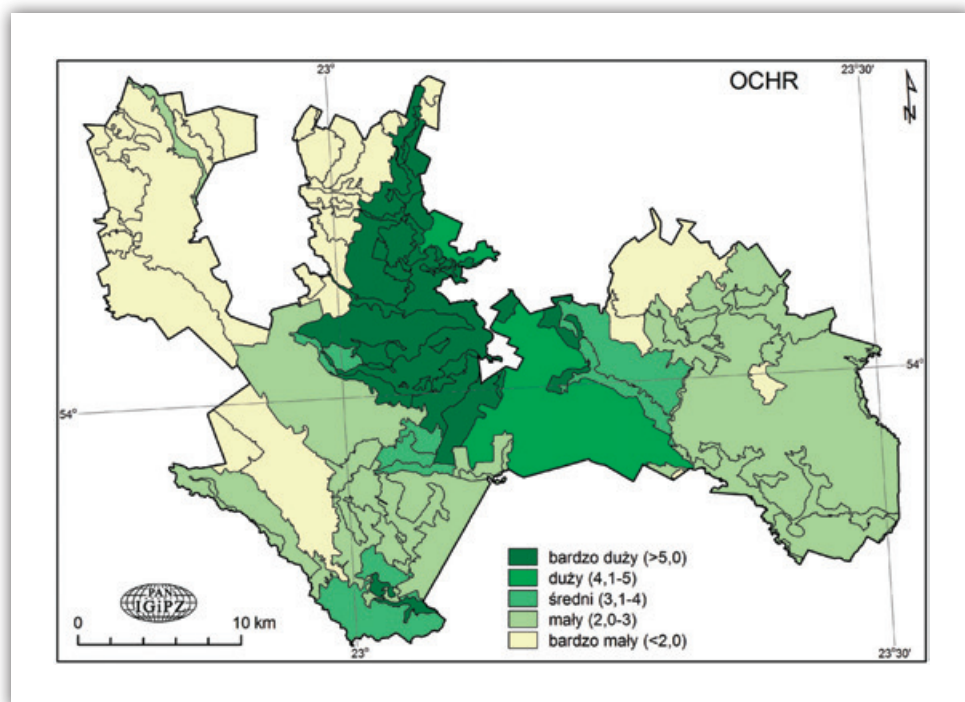 23°
23°30'
OCHR
N
54°
54°
bardzo duży (>5,0)
duży (4,1-5)
średni (3,1-4)
mały (2,0-3)
bardzo mały (<2,0)
PAN
IGiPZ
0 10 km
23°
23°30'